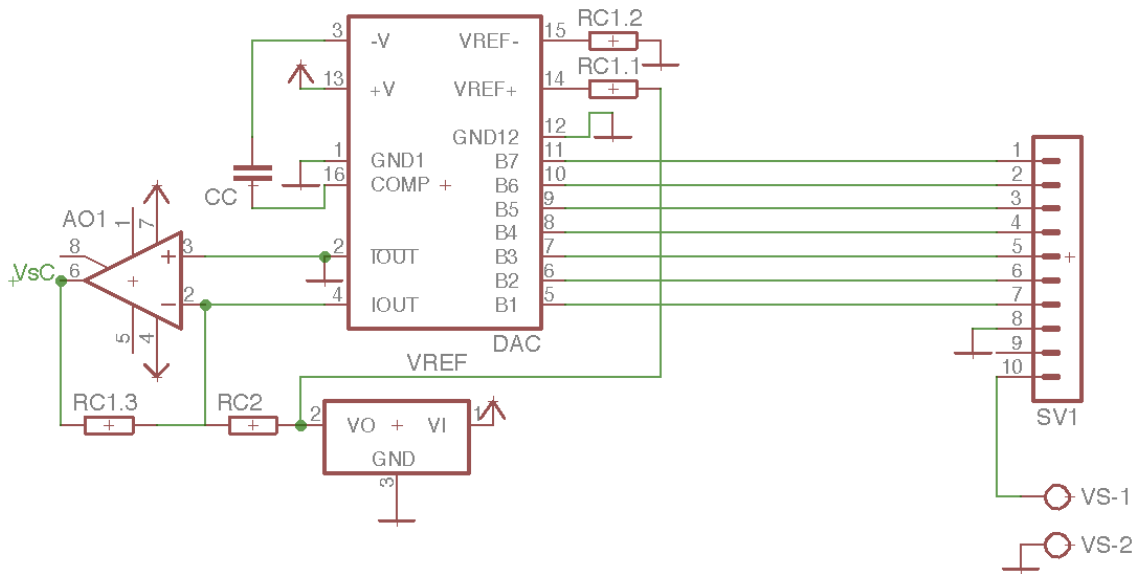 RC1.2
3 -V VREF- 15
RC1.1
13 +V VREF+ 14
GND12 12
1 GND1 B7 11 1
16 COMP + B6 10 2
CC
B5 9 3
AO1 1 7
B4 8 4
8 3 + 2 IOUT B3 7 5 +
+VsC 6 + B2 6 6
2 - 4 IOUT B1 5 7
5 4 8
DAC
9
VREF
10
RC1.3 RC2
2 VO + VI 1
SV1
GND
3
VS-1
VS-2